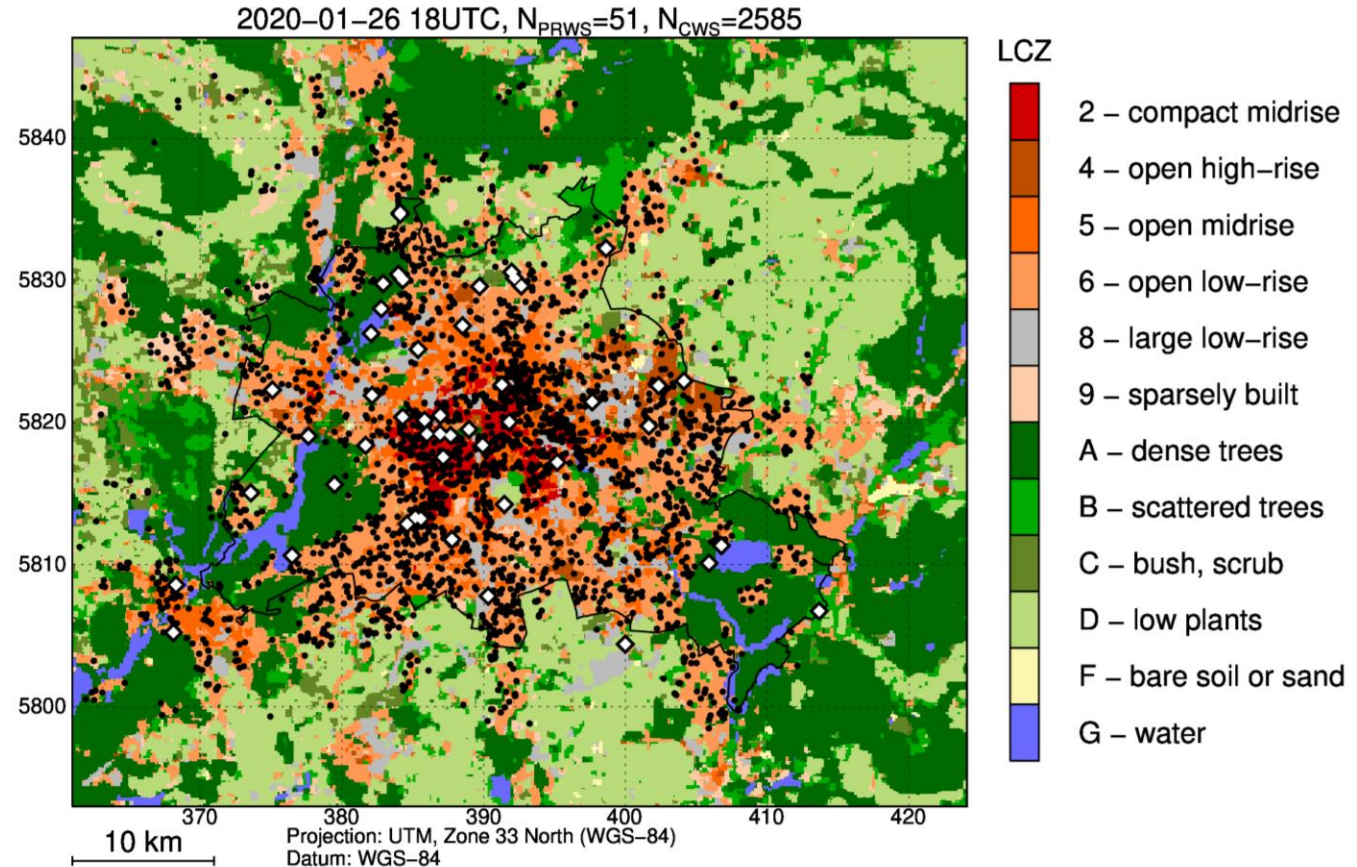 2020−01−26 18UTC, N_PRWS=51, N_CWS=2585
LCZ
2 − compact midrise
4 − open high−rise
5 − open midrise
6 − open low−rise
8 − large low−rise
9 − sparsely built
A − dense trees
B − scattered trees
C − bush, scrub
D − low plants
F − bare soil or sand
G − water
5840
5830
5820
5810
5800
370 380 390 400 410 420
10 km
Projection: UTM, Zone 33 North (WGS−84)
Datum: WGS−84